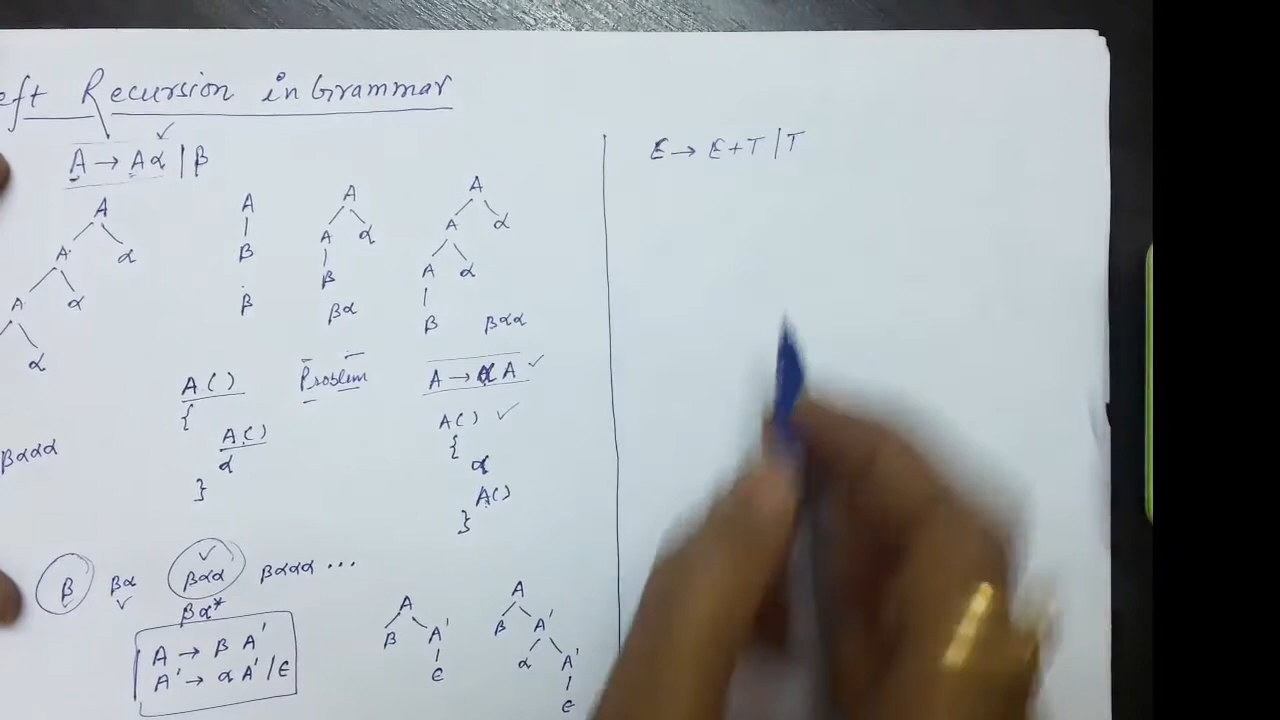 eft Recursion in Grammar
A → Aα | β
A
A α
A α
α
A
β
β
A
A α
β
βα
A
A α
A α
β βαα
βααα
A()
{
A()
α
}
Problem
A → αA
A()
{
α
A()
}
β βα βαα βααα ...
βα*
A → β A'
A' → α A' / ε
A
β A'
ε
A
β A'
α A'
ε
E → E+T | T